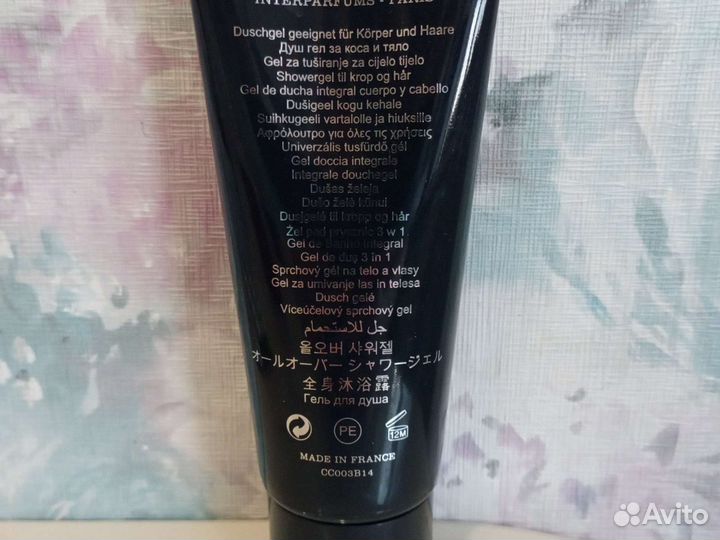 INTERPARFUMS - PARIS
Duschgel geeignet für Körper und Haare
Душ гел за коса и тяло
Gel za tuširanje za cijelo tijelo
Showergel til krop og hår
Gel de ducha integral cuerpo y cabello
Dušigeel kogu kehale
Suihkugeeli vartalolle ja hiuksille
Αφρόλουτρο για όλες τις χρήσεις
Univerzális tusfürdő gél
Gel doccia integrale
Integrale douchegel
Dušas želeja
Dušo želė kūnui
Dusjgelé til kropp og hår
Żel pod prysznic 3 w 1
Gel de Banho Integral
Gel de duş 3 in 1
Sprchový gél na telo a vlasy
Gel za umivanje las in telesa
Dusch gelé
Víceúčelový sprchový gel
جل للاستحمام
올오버 샤워젤
オールオーバー シャワージェル
全身沐浴露
Гель для душа
PE
12M
MADE IN FRANCE
CC003B14
Avito